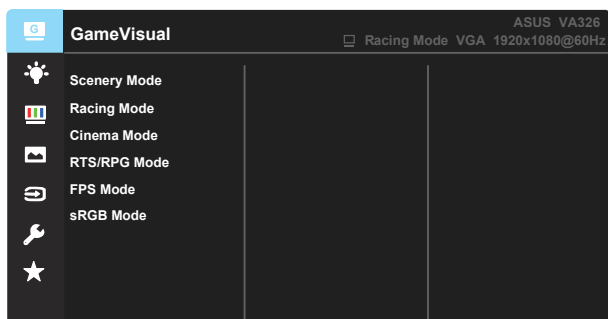 G
GameVisual
ASUS VA326
Racing Mode VGA 1920x1080@60Hz
Scenery Mode
Racing Mode
Cinema Mode
RTS/RPG Mode
FPS Mode
sRGB Mode